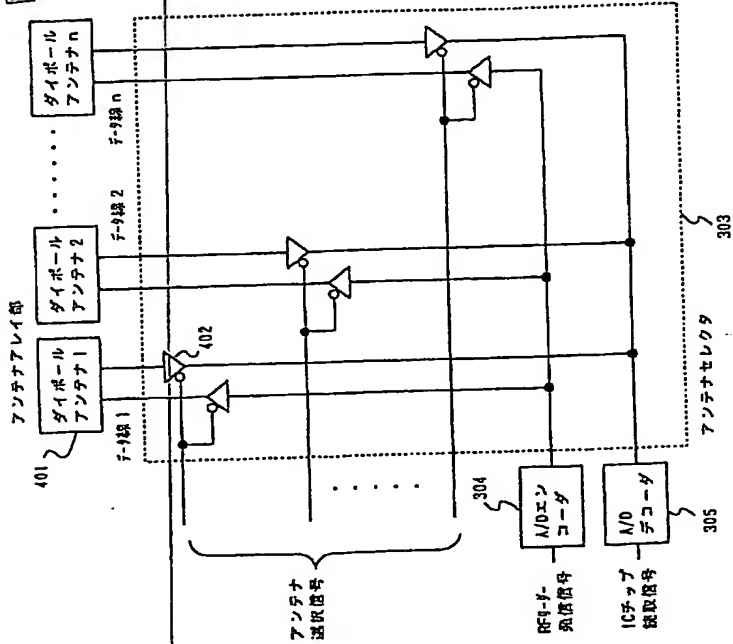 アンテナアレイ部
401
ダイポール
アンテナ1
ダイポール
アンテナ2
......
ダイポール
アンテナn
データ線1
データ線2
データ線n
402
アンテナ
選択信号
.....
RFリーダー
発信信号
304
A/Dエン
コーダ
ICチップ
読取信号
A/D
デコーダ
305
アンテナセレクタ
303